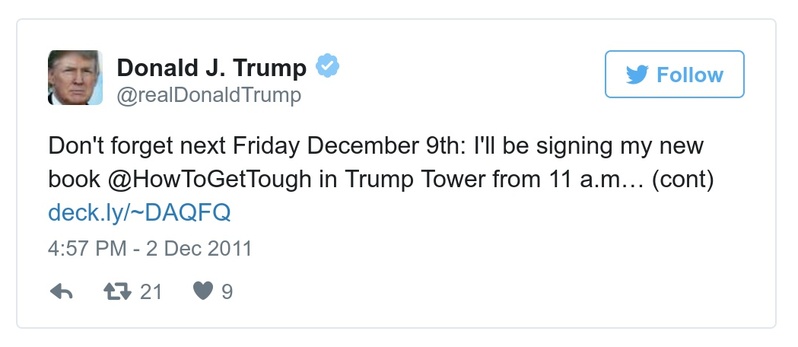 Donald J. Trump
@realDonaldTrump
Follow
Don't forget next Friday December 9th: I'll be signing my new
book @HowToGetTough in Trump Tower from 11 a.m… (cont)
deck.ly/~DAQFQ
4:57 PM - 2 Dec 2011
21
9